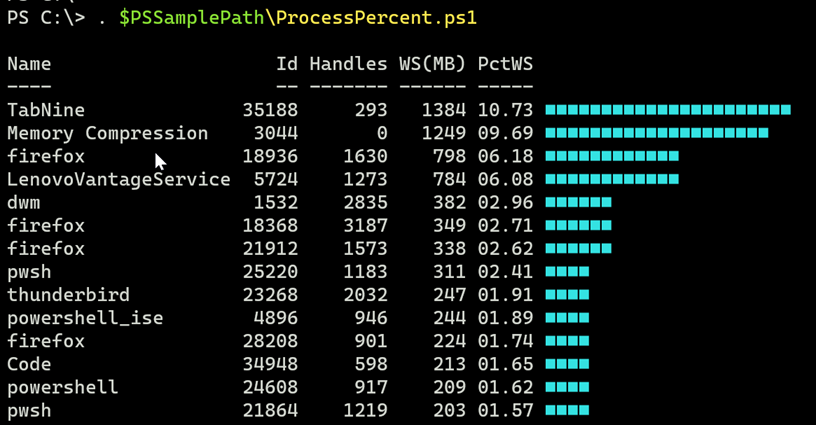 PS C:\> . $PSSamplePath\ProcessPercent.ps1
Name Id Handles WS(MB) PctWS
---- -- ------- ------ -----
TabNine 35188 293 1384 10.73
Memory Compression 3044 0 1249 09.69
firefox 18936 1630 798 06.18
LenovoVantageService 5724 1273 784 06.08
dwm 1532 2835 382 02.96
firefox 18368 3187 349 02.71
firefox 21912 1573 338 02.62
pwsh 25220 1183 311 02.41
thunderbird 23268 2032 247 01.91
powershell_ise 4896 946 244 01.89
firefox 28208 901 224 01.74
Code 34948 598 213 01.65
powershell 24608 917 209 01.62
pwsh 21864 1219 203 01.57